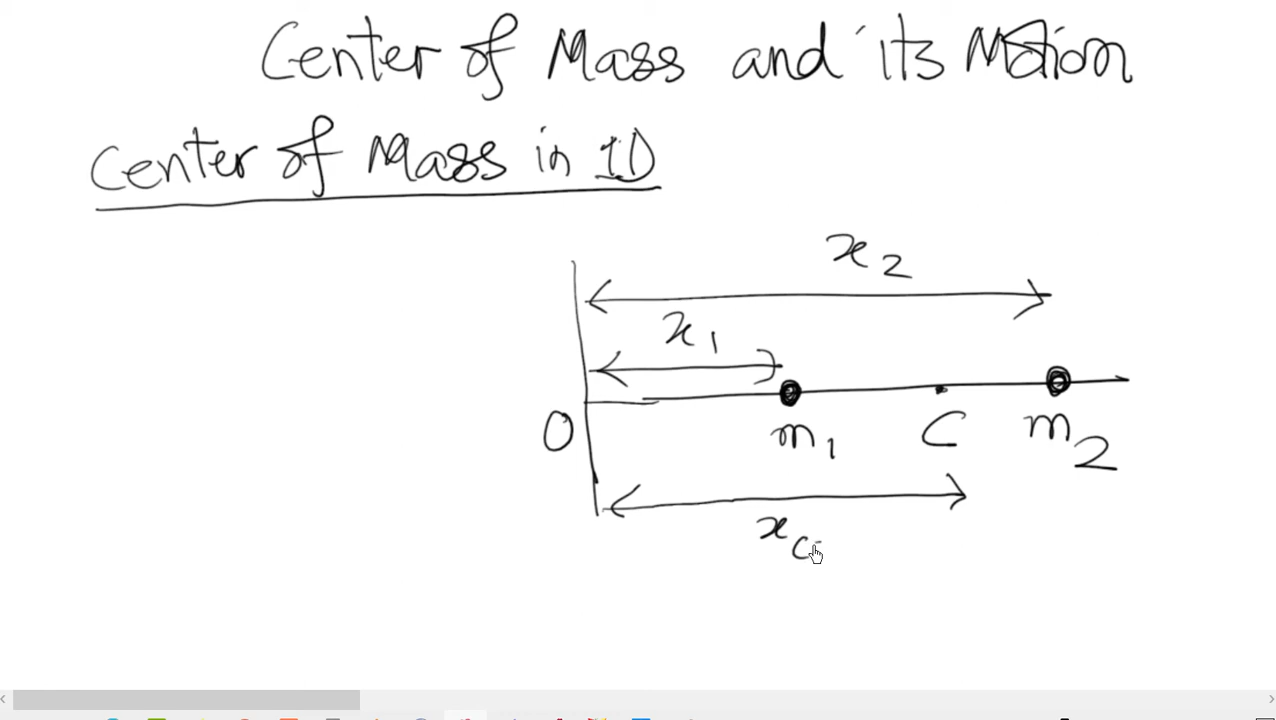 Center of Mass and its Motion
Center of Mass in 1D
x2
x1
O
m1
C
m2
xc